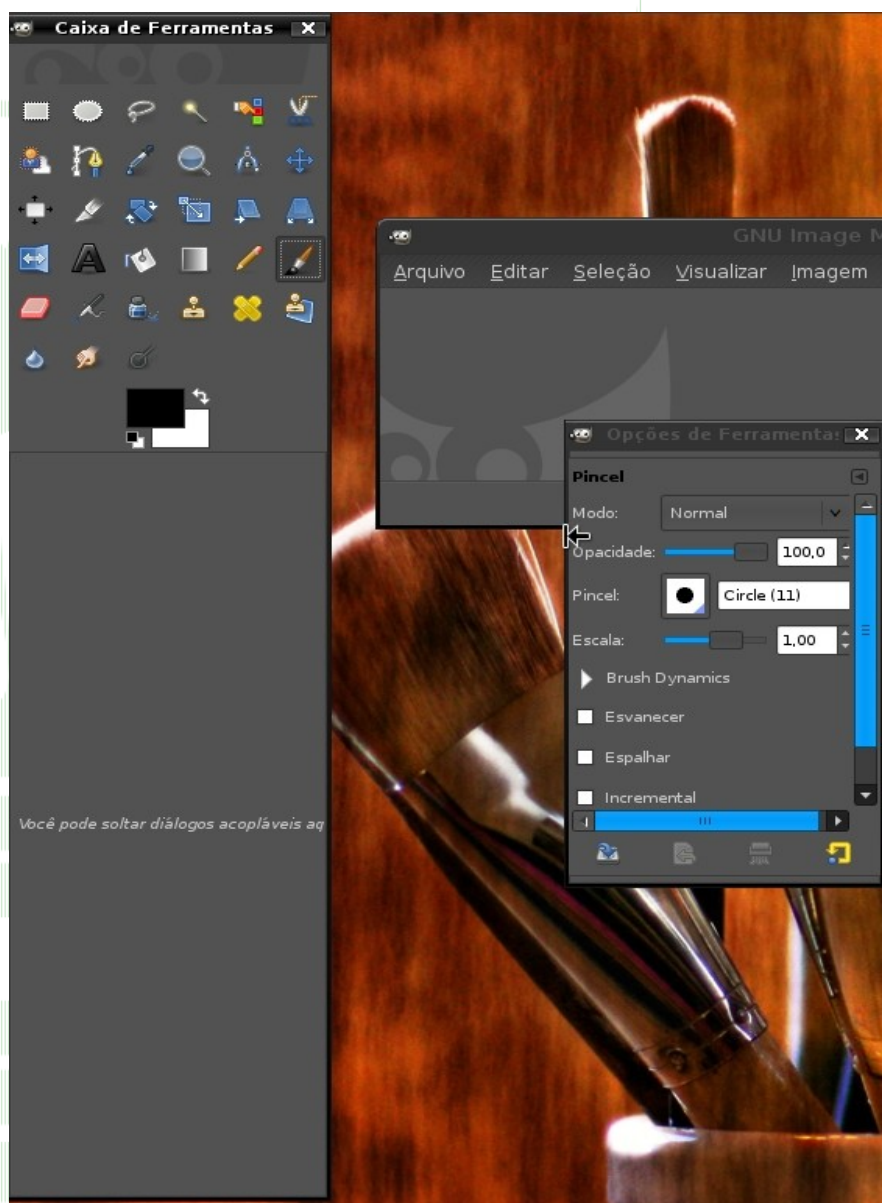 Caixa de Ferramentas
GNU Image M
Arquivo Editar Seleção Visualizar Imagem
Opções de Ferramentas
Pincel
Modo: Normal
Opacidade: 100,0
Pincel: Circle (11)
Escala: 1,00
Brush Dynamics
Esvanecer
Espalhar
Incremental
Você pode soltar diálogos acopláveis aq